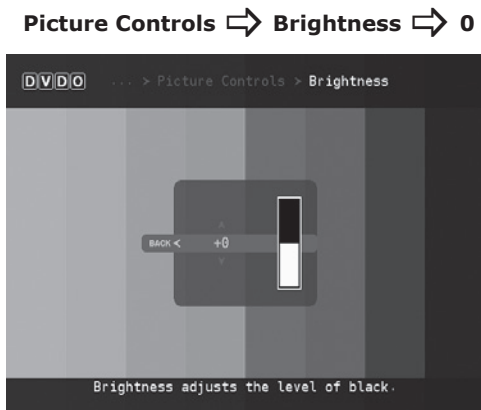 Picture Controls ⇨ Brightness ⇨ 0
DVDO ... > Picture Controls > Brightness
BACK < +0
Brightness adjusts the level of black.